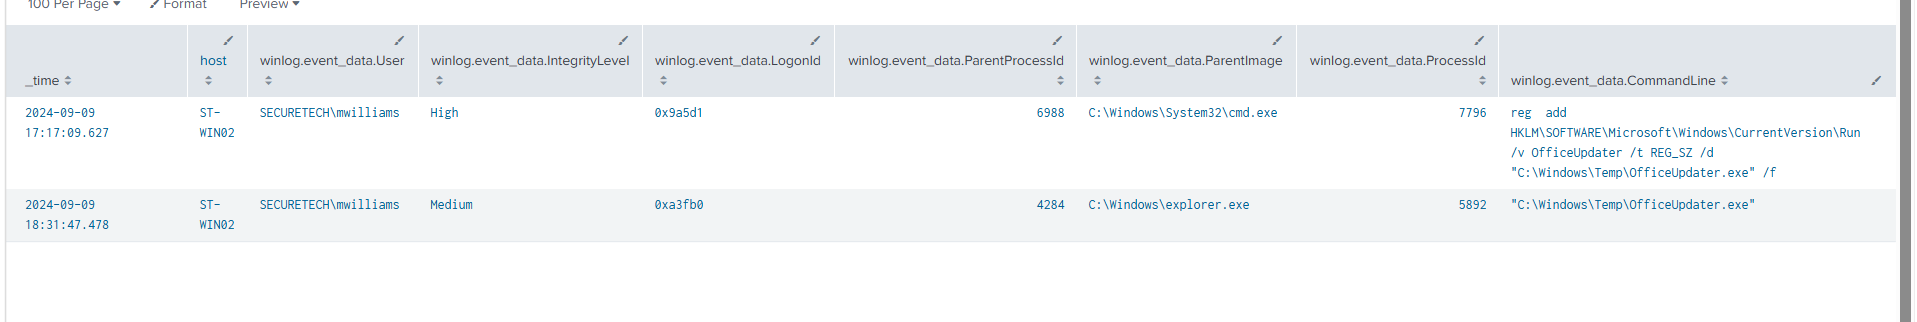 100 Per Page Format Preview
host winlog.event_data.User winlog.event_data.IntegrityLevel winlog.event_data.LogonId winlog.event_data.ParentProcessId winlog.event_data.ParentImage winlog.event_data.ProcessId
_time winlog.event_data.CommandLine
2024-09-09 ST- SECURETECH\mwilliams High 0x9a5d1 6988 C:\Windows\System32\cmd.exe 7796 reg  add
17:17:09.627 WIN02 HKLM\SOFTWARE\Microsoft\Windows\CurrentVersion\Run
/v OfficeUpdater /t REG_SZ /d
"C:\Windows\Temp\OfficeUpdater.exe" /f
2024-09-09 ST- SECURETECH\mwilliams Medium 0xa3fb0 4284 C:\Windows\explorer.exe 5892 "C:\Windows\Temp\OfficeUpdater.exe"
18:31:47.478 WIN02